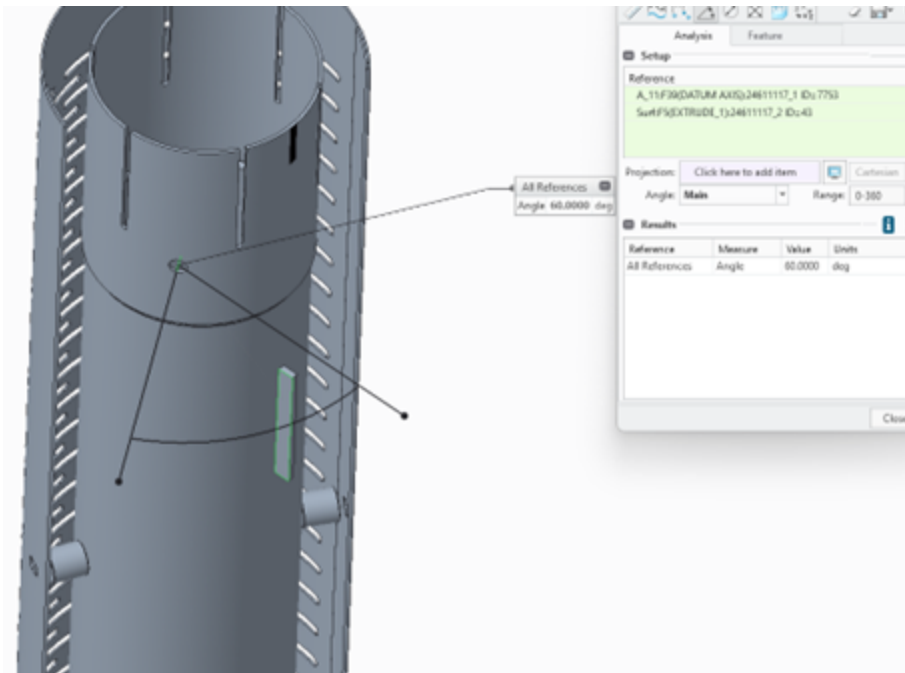 Analysis Feature
Setup
Reference
A_11:F39(DATUM AXIS):24611117_1 ID:7753
Surf:F5(EXTRUDE_1):24611117_2 ID:43
Projection: Click here to add item Cartesian
Angle: Main Range: 0-360
Results
Reference Measure Value Units
All References Angle 60.0000 deg
Close
All References
Angle 60.0000 deg